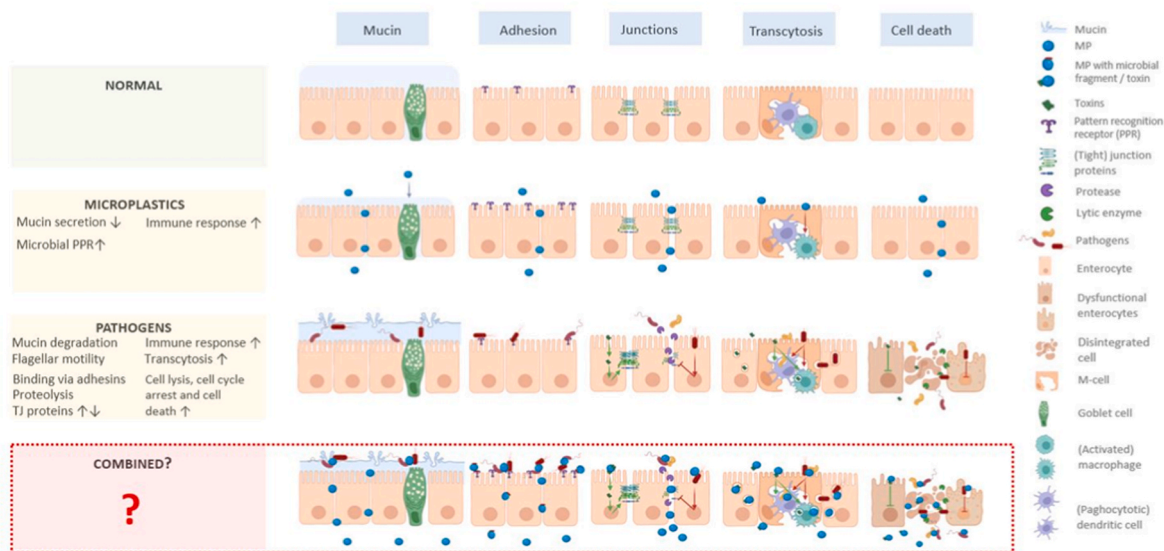 Mucin
Adhesion
Junctions
Transcytosis
Cell death
NORMAL
MICROPLASTICS
Mucin secretion ↓ Immune response ↑
Microbial PPR↑
PATHOGENS
Mucin degradation Immune response ↑
Flagellar motility Transcytosis ↑
Binding via adhesins Cell lysis, cell cycle
Proteolysis arrest and cell
TJ proteins ↑↓ death ↑
COMBINED?
?
Mucin
MP
MP with microbial
fragment / toxin
Toxins
Pattern recognition
receptor (PPR)
(Tight) junction
proteins
Protease
Lytic enzyme
Pathogens
Enterocyte
Dysfunctional
enterocytes
Disintegrated
cell
M-cell
Goblet cell
(Activated)
macrophage
(Paghocytotic)
dendritic cell